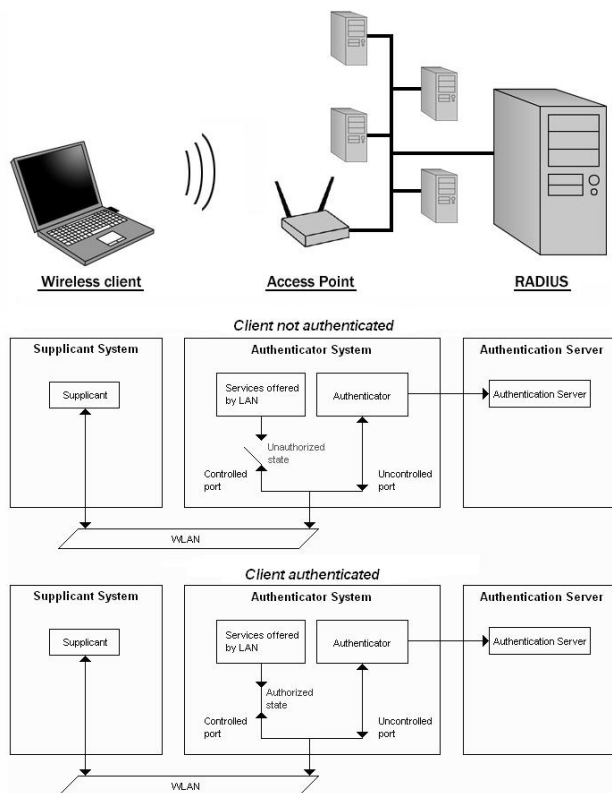 Wireless client
Access Point
RADIUS
Client not authenticated
Supplicant System
Authenticator System
Authentication Server
Supplicant
Services offered
by LAN
Authenticator
Authentication Server
Unauthorized
state
Controlled
port
Uncontrolled
port
WLAN
Client authenticated
Supplicant System
Authenticator System
Authentication Server
Supplicant
Services offered
by LAN
Authenticator
Authentication Server
Authorized
state
Controlled
port
Uncontrolled
port
WLAN